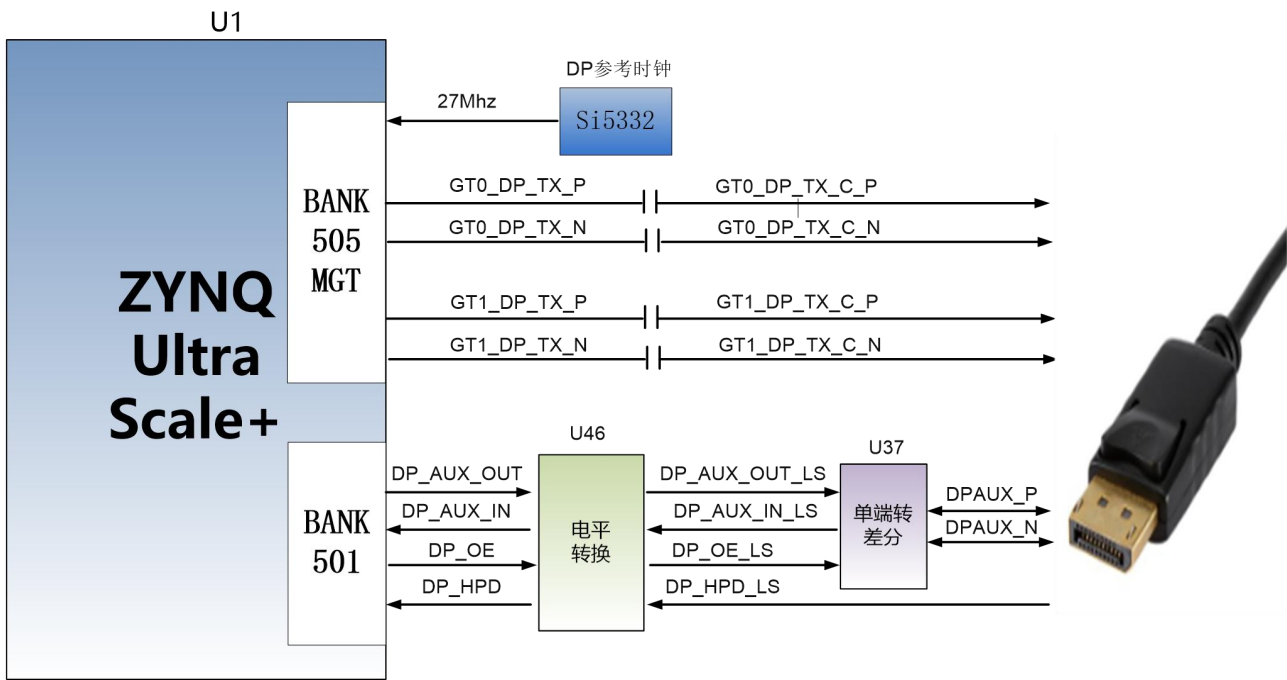 U1
DP参考时钟
27Mhz
Si5332
GT0_DP_TX_P
GT0_DP_TX_C_P
BANK
505
MGT
GT0_DP_TX_N
GT0_DP_TX_C_N
ZYNQ
Ultra
Scale+
GT1_DP_TX_P
GT1_DP_TX_C_P
GT1_DP_TX_N
GT1_DP_TX_C_N
U46
U37
BANK
501
DP_AUX_OUT
DP_AUX_IN
DP_OE
DP_HPD
电平
转换
DP_AUX_OUT_LS
DP_AUX_IN_LS
DP_OE_LS
DP_HPD_LS
单端转
差分
DPAUX_P
DPAUX_N